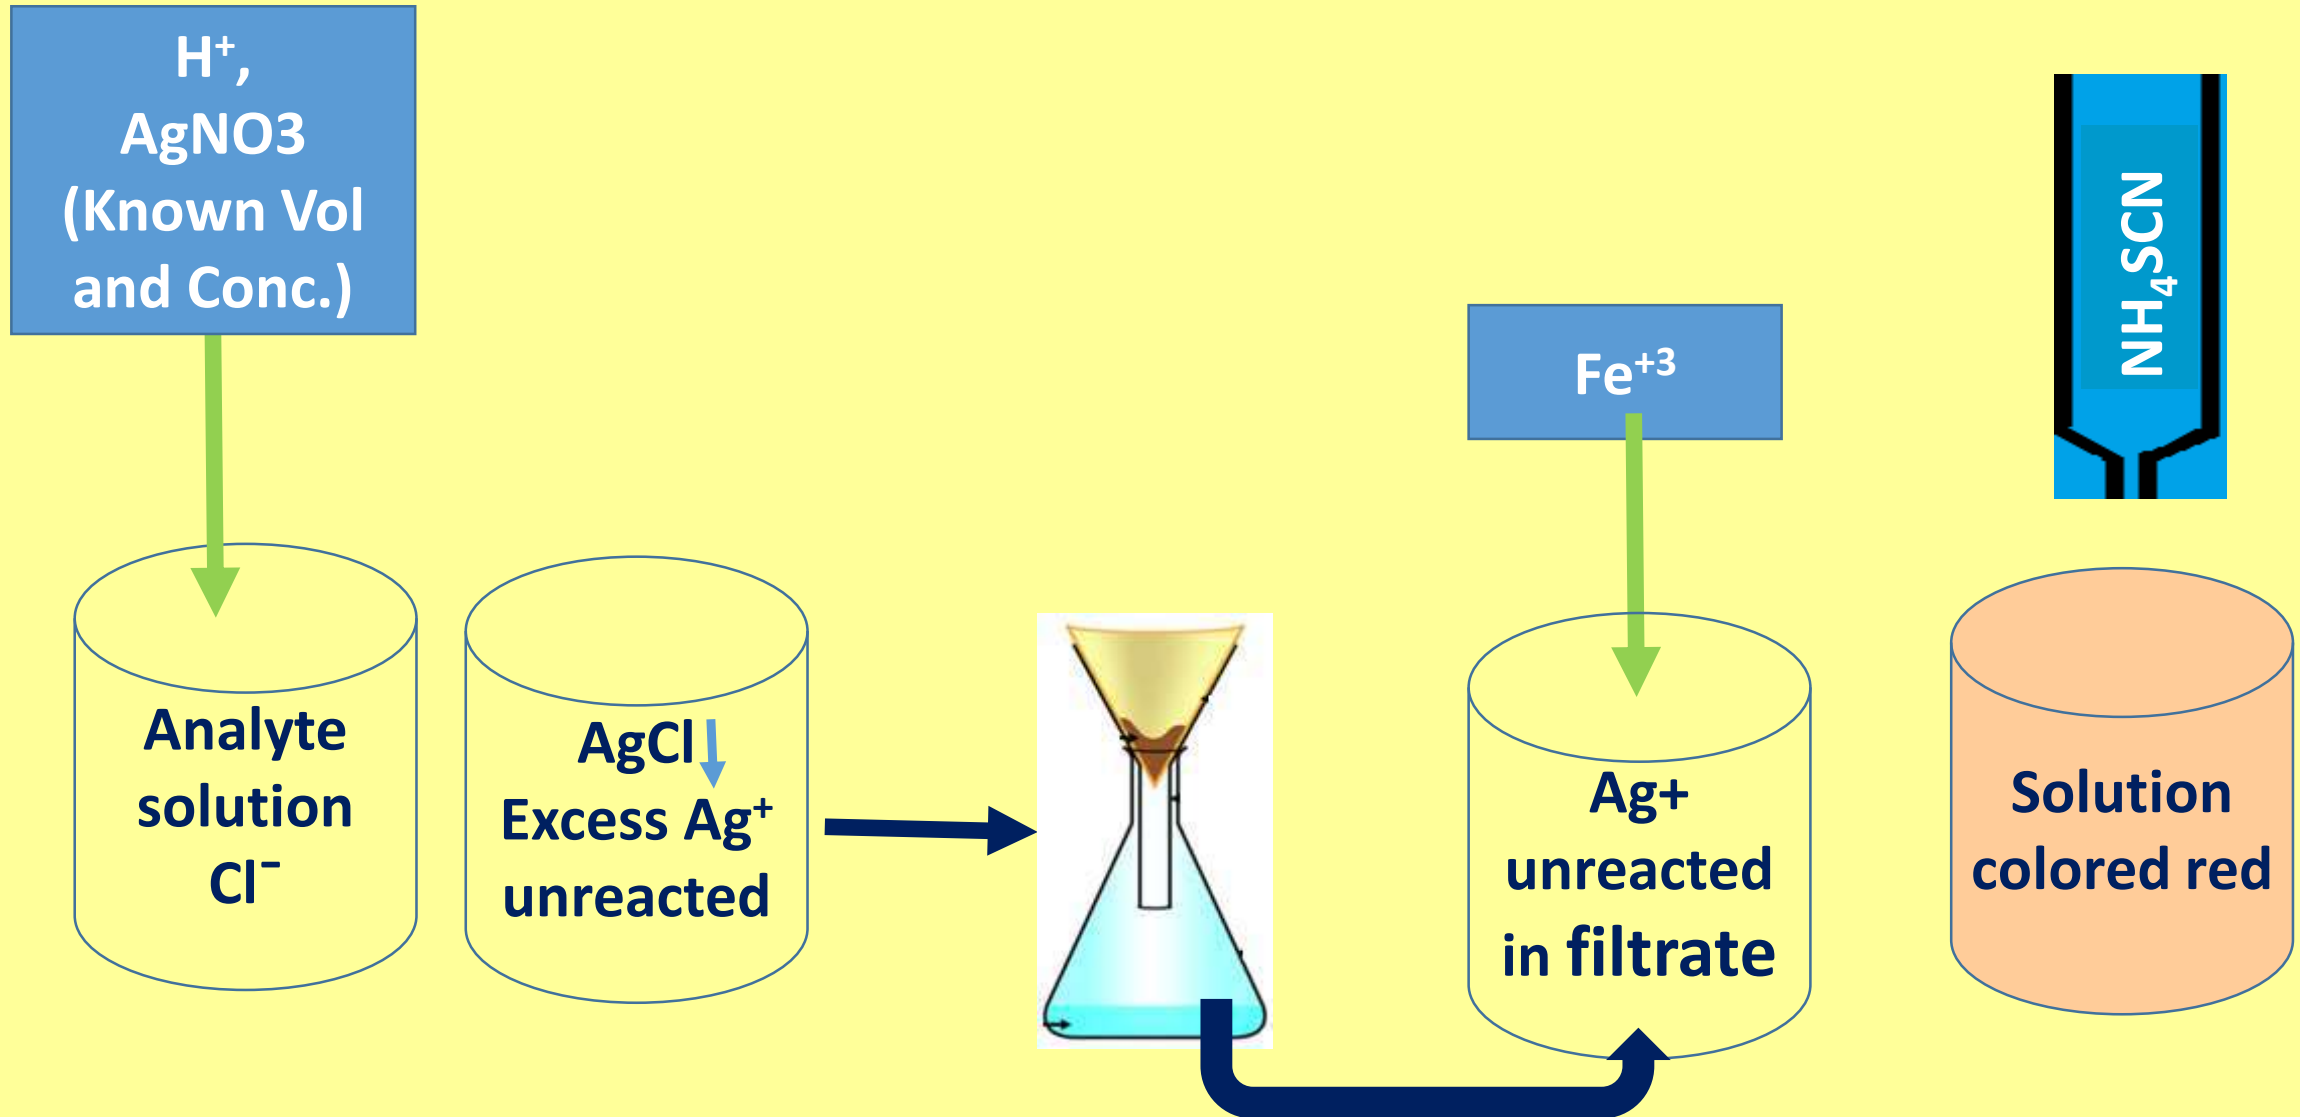 H⁺,
AgNO3
(Known Vol
and Conc.)
Analyte
solution
Cl⁻
AgCl
Excess Ag⁺
unreacted
Fe⁺³
Ag+
unreacted
in filtrate
NH₄SCN
Solution
colored red